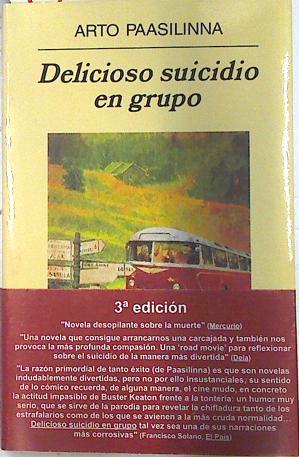 ARTO PAASILINNA
Delicioso suicidio
en grupo
3ª edición
"Novela desopilante sobre la muerte" (Mercurio)
"Una novela que consigue arrancarnos una carcajada y también nos
provoca la más profunda compasión. Una 'road movie' para reflexionar
sobre el suicidio de la manera más divertida" (Deia)
"La razón primordial de tanto éxito (de Paasilinna) es que son novelas
indudablemente divertidas, pero no por ello insustanciales; su sentido
de lo cómico recuerda, de alguna manera, el cine mudo, en concreto
la actitud impasible de Buster Keaton frente a la tontería: un humor muy
serio, que se sirve de la parodia para revelar la chifladura tanto de los
estrafalarios como de los que se avienen a la más cruda normalidad...
Delicioso suicidio en grupo tal vez sea una de sus narraciones
más corrosivas" (Francisco Solano, El País)